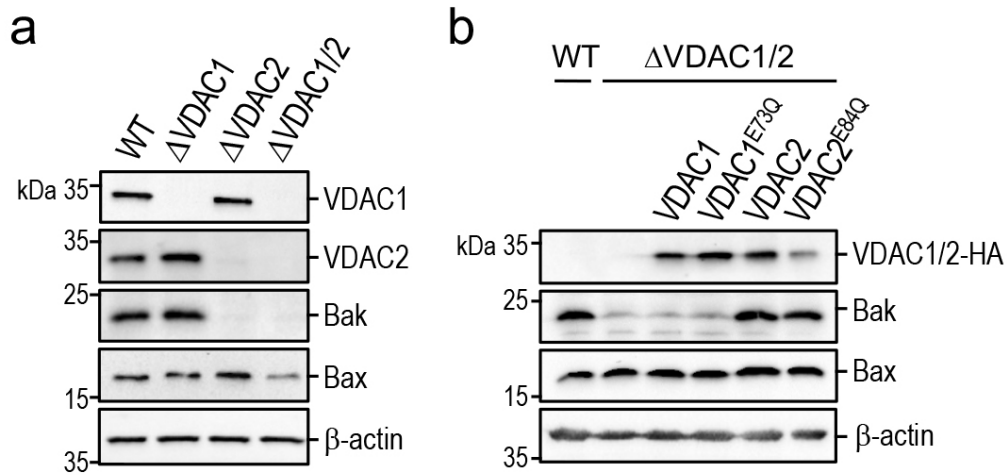 a
WT ΔVDAC1 ΔVDAC2 ΔVDAC1/2
kDa 35 VDAC1
35 VDAC2
25 Bak
15 Bax
35 β-actin
b
WT ΔVDAC1/2
VDAC1 VDAC1E73Q VDAC2 VDAC2E84Q
kDa 35 VDAC1/2-HA
25 Bak
15 Bax
35 β-actin